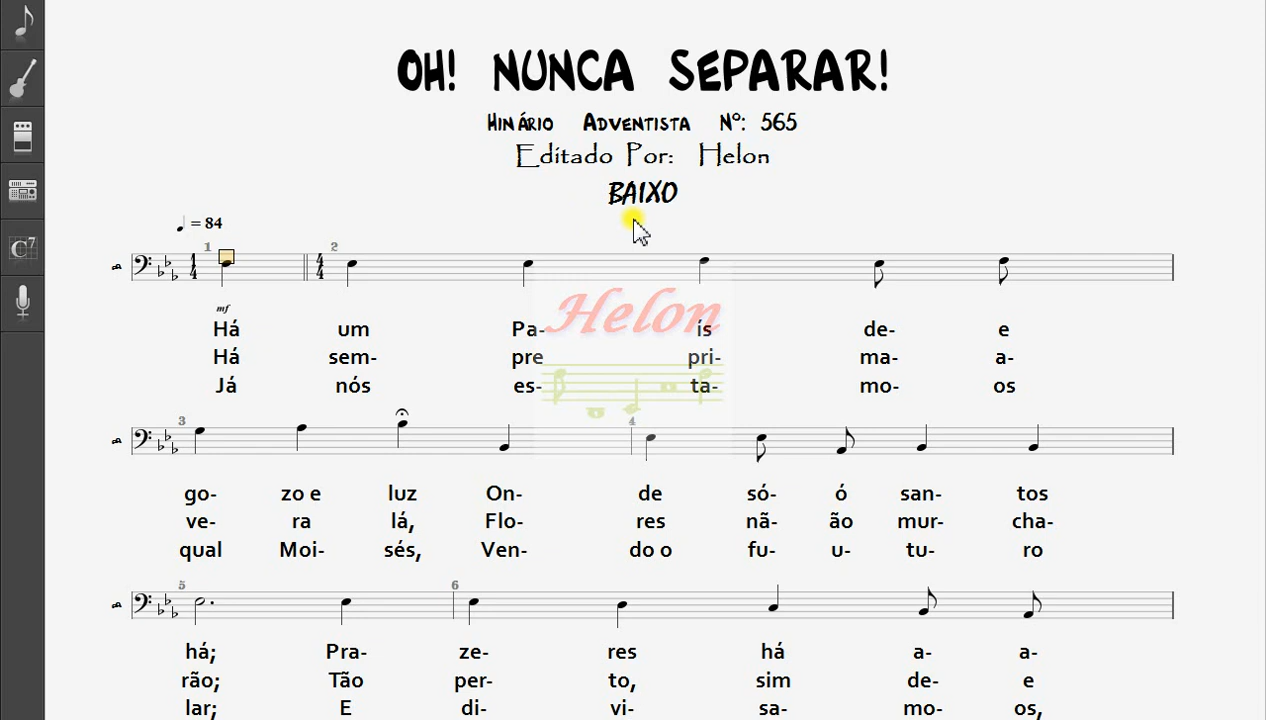 OH! NUNCA SEPARAR!
Hinário Adventista Nº: 565
Editado Por: Helon
BAIXO
= 84
1 2
mf
Helon
Há um Pa- ís de- e
Há sem- pre pri- ma- a-
Já nós es- ta- mo- os
3 4
go- zo e luz On- de só- ó san- tos
ve- ra lá, Flo- res nã- ão mur- cha-
qual Moi- sés, Ven- do o fu- u- tu- ro
5 6
há; Pra- ze- res há a- a-
rão; Tão per- to, sim de- e
lar; E di- vi- sa- mo- os,
C7